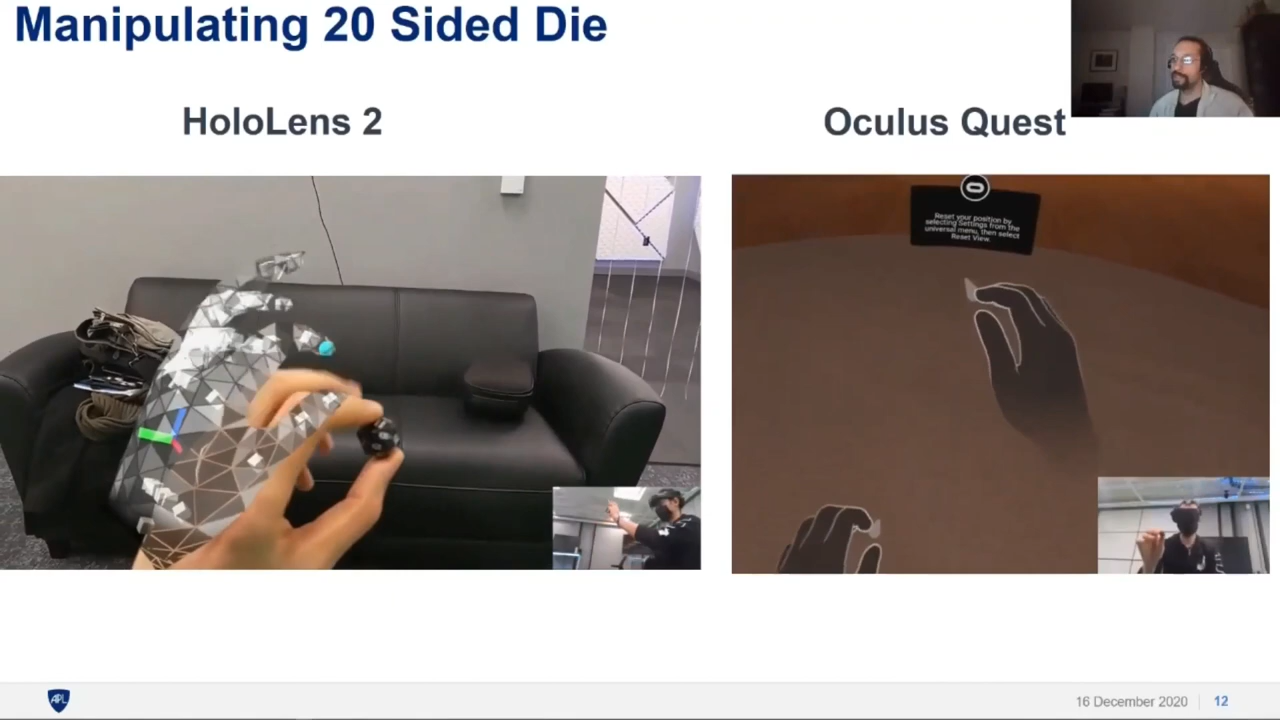 Manipulating 20 Sided Die
HoloLens 2
Oculus Quest
Reset your position by
selecting Settings from the
universal menu, then select
Reset View.
APL
16 December 2020
12